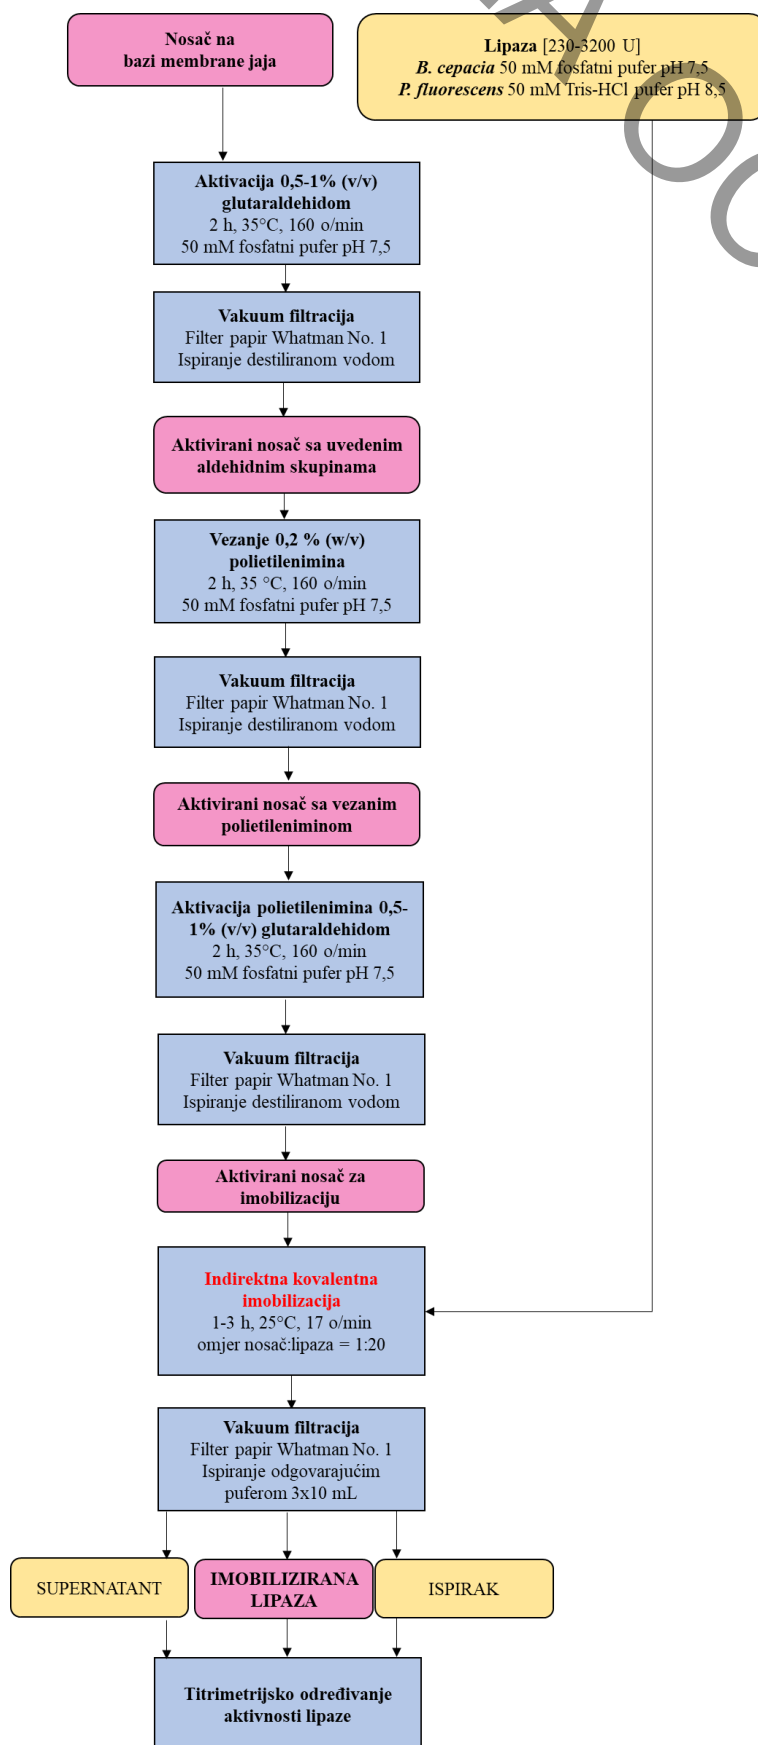 Nosač na
bazi membrane jaja
Lipaza [230-3200 U]
B. cepacia 50 mM fosfatni pufer pH 7,5
P. fluorescens 50 mM Tris-HCl pufer pH 8,5
Aktivacija 0,5-1% (v/v)
glutaraldehidom
2 h, 35°C, 160 o/min
50 mM fosfatni pufer pH 7,5
Vakuum filtracija
Filter papir Whatman No. 1
Ispiranje destiliranom vodom
Aktivirani nosač sa uvedenim
aldehidnim skupinama
Vezanje 0,2 % (w/v)
polietilenimina
2 h, 35 °C, 160 o/min
50 mM fosfatni pufer pH 7,5
Vakuum filtracija
Filter papir Whatman No. 1
Ispiranje destiliranom vodom
Aktivirani nosač sa vezanim
polietileniminom
Aktivacija polietilenimina 0,5-
1% (v/v) glutaraldehidom
2 h, 35°C, 160 o/min
50 mM fosfatni pufer pH 7,5
Vakuum filtracija
Filter papir Whatman No. 1
Ispiranje destiliranom vodom
Aktivirani nosač za
imobilizaciju
Indirektna kovalentna
imobilizacija
1-3 h, 25°C, 17 o/min
omjer nosač:lipaza = 1:20
Vakuum filtracija
Filter papir Whatman No. 1
Ispiranje odgovarajućim
puferom 3x10 mL
SUPERNATANT
IMOBILIZIRANA
LIPAZA
ISPIRAK
Titrimetrijsko određivanje
aktivnosti lipaze